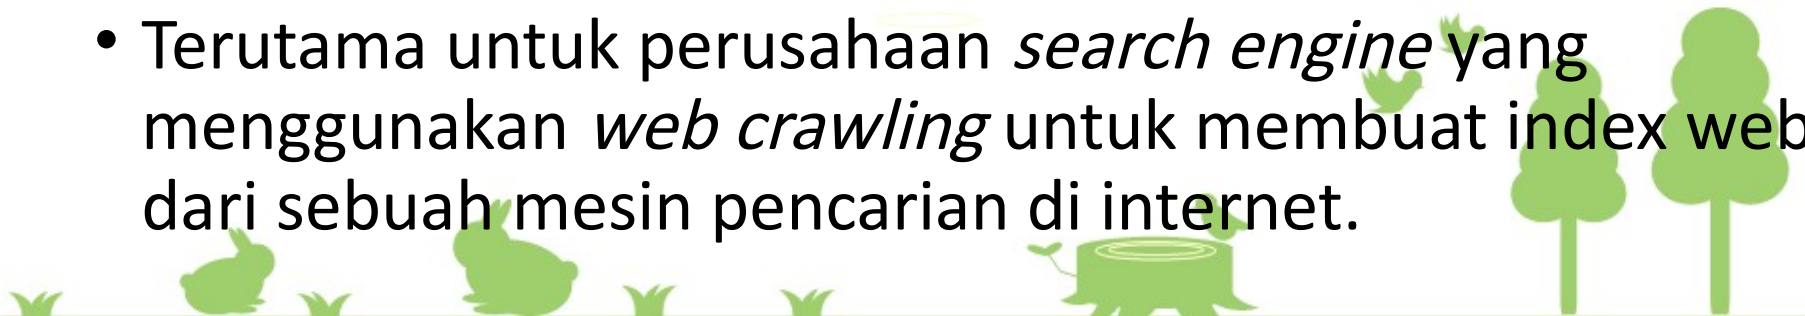 • Terutama untuk perusahaan search engine yang
menggunakan web crawling untuk membuat index web
dari sebuah mesin pencarian di internet.